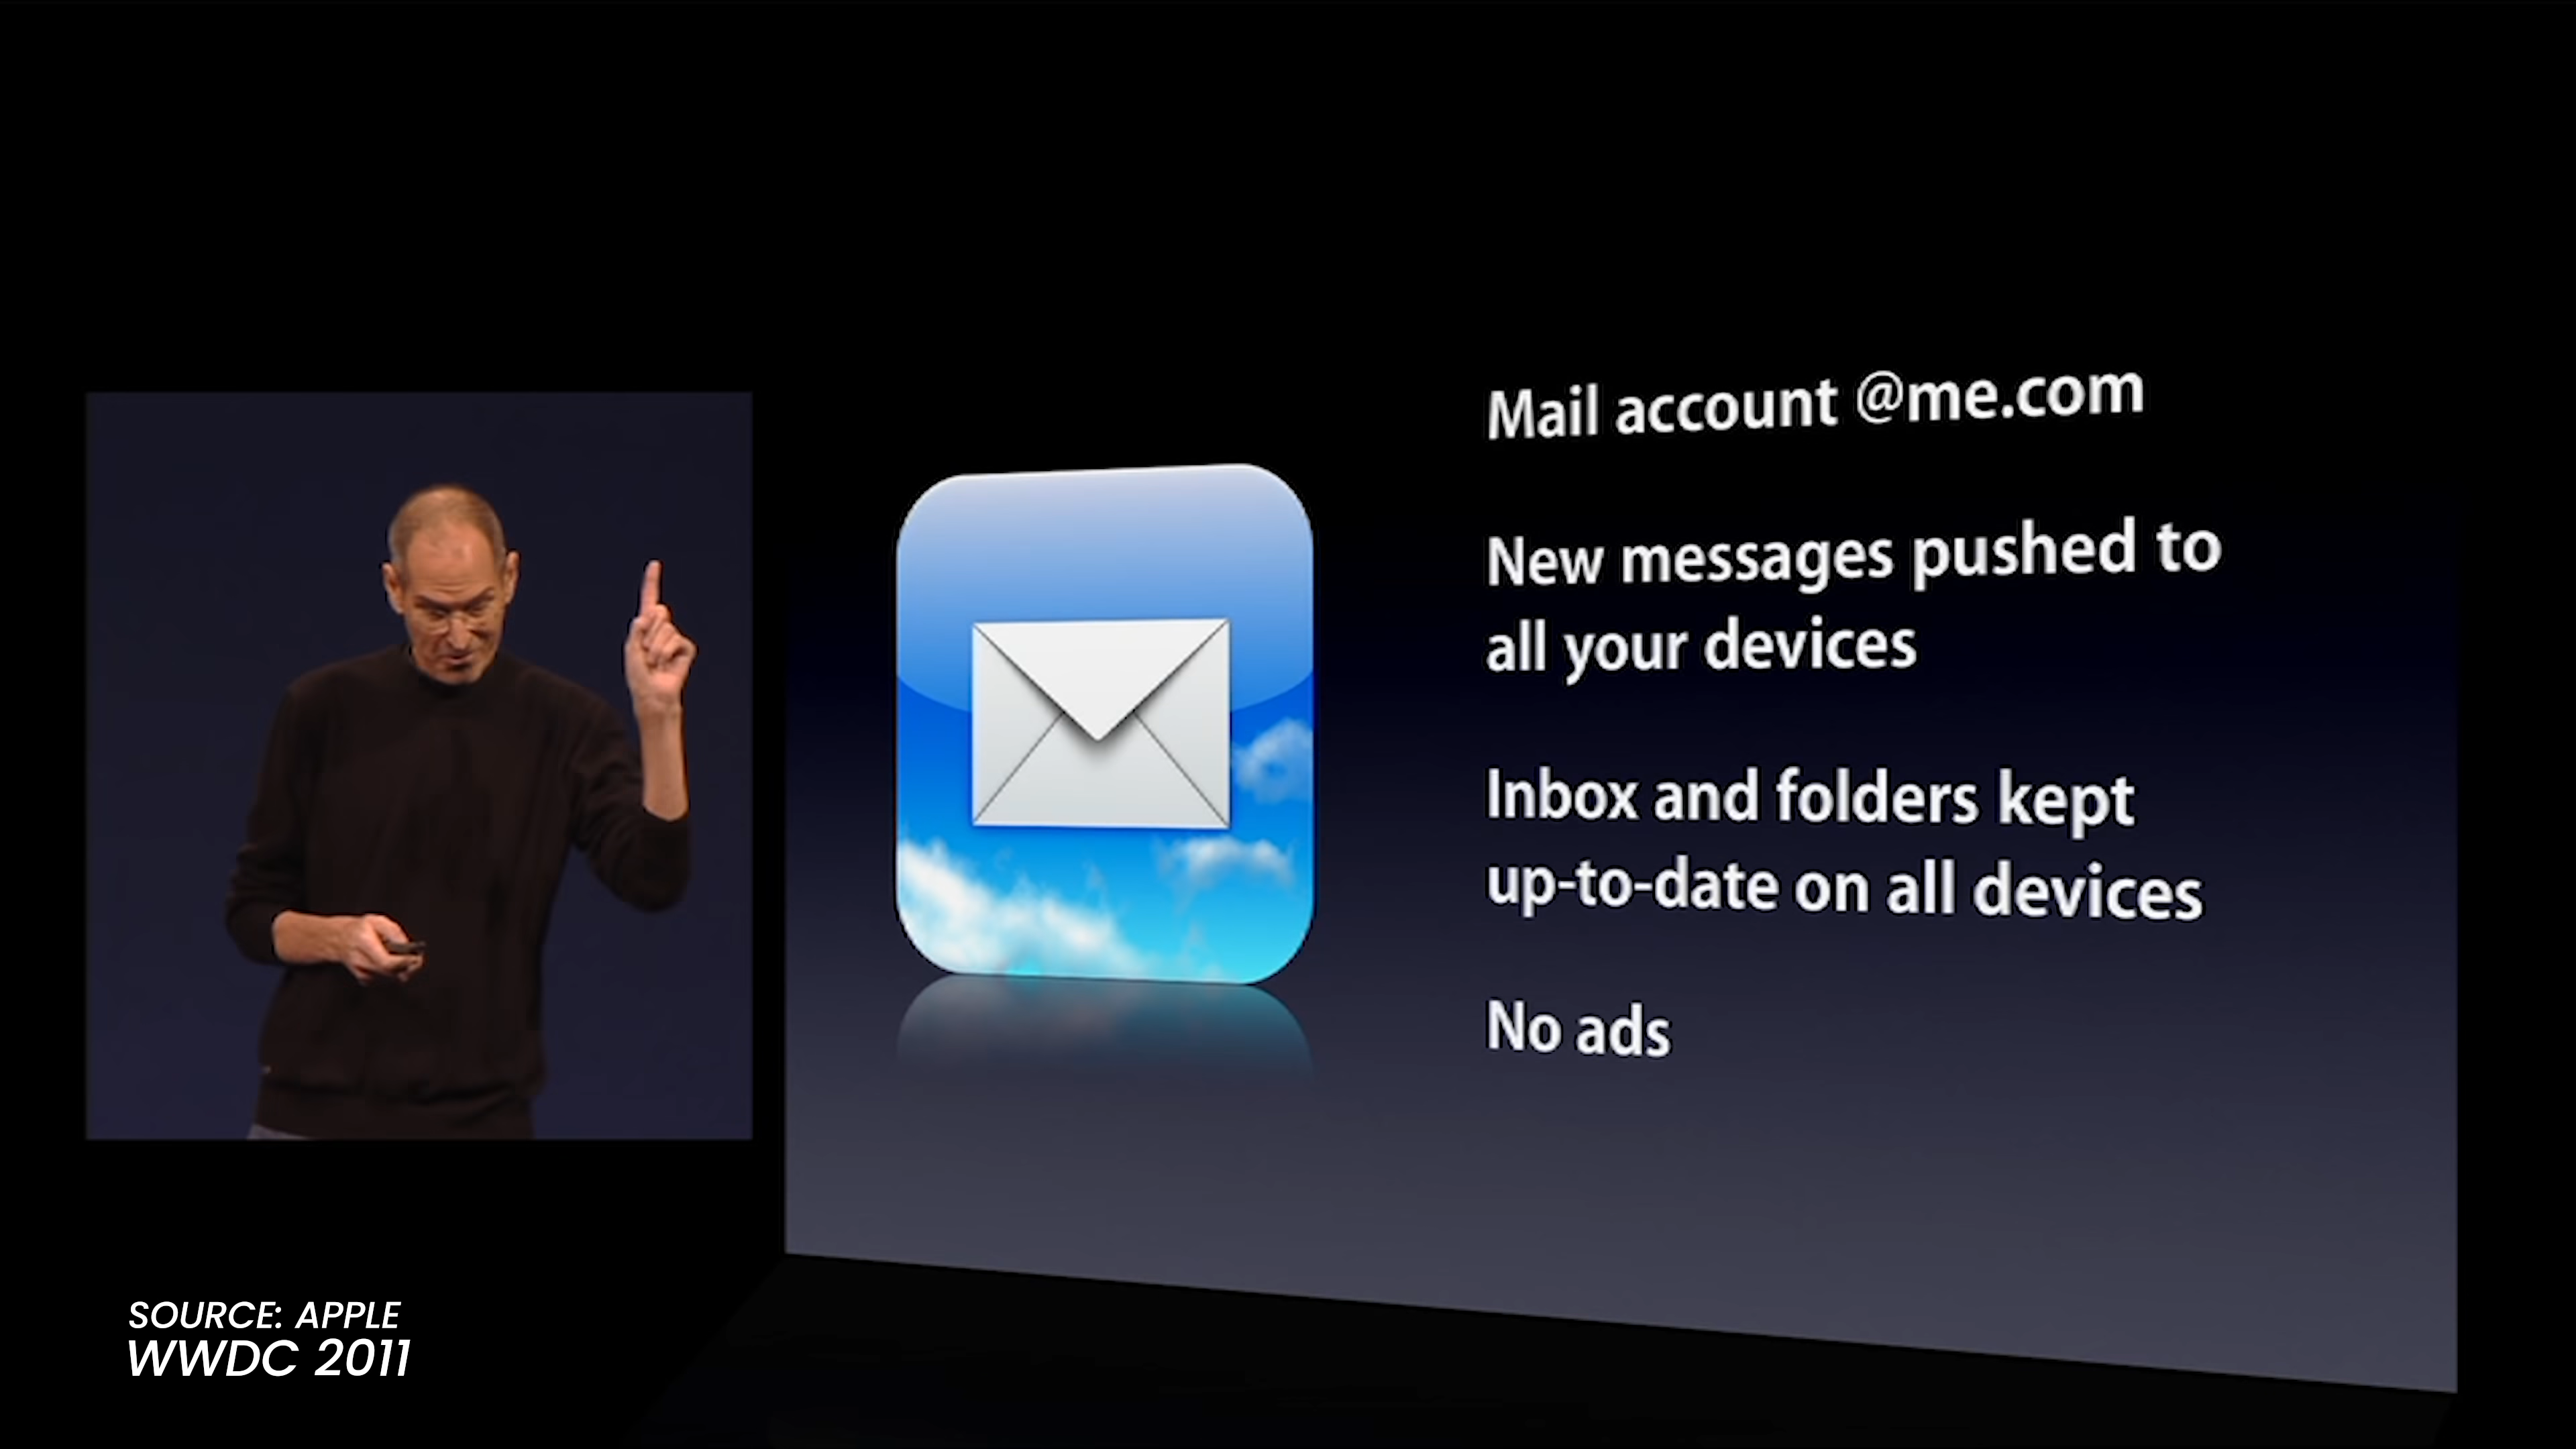 Mail account @me.com
New messages pushed to
all your devices
Inbox and folders kept
up-to-date on all devices
No ads
SOURCE: APPLE
WWDC 2011